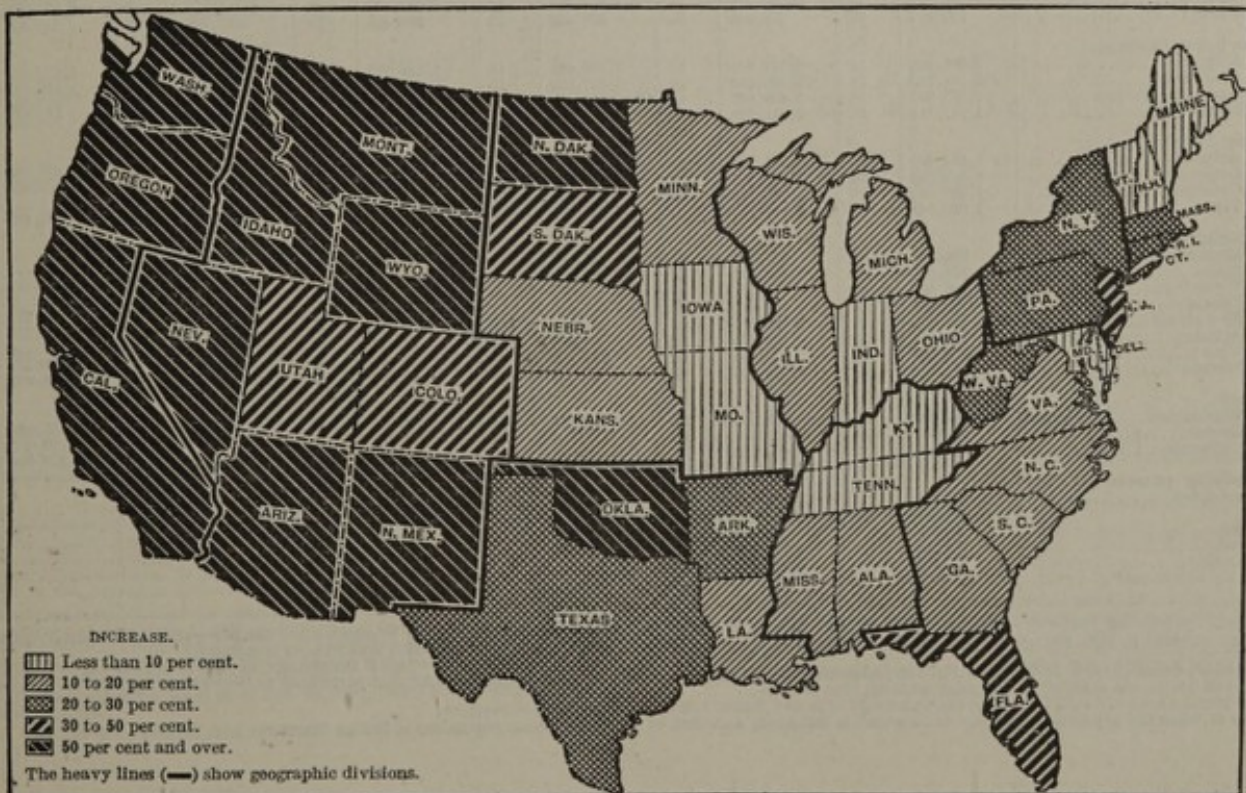 WASH.
MONT.
N. DAK.
MINN.
MAINE
OREGON
IDAHO
S. DAK.
WIS.
VT.
N.H.
MASS.
N.Y.
R.I.
CT.
WYO.
MICH.
PA.
N.J.
NEV.
NEBR.
IOWA
OHIO
IND.
ILL.
MD.
DEL.
CAL.
UTAH
COLO.
KANS.
MO.
W. VA.
VA.
KY.
N.C.
TENN.
ARIZ.
N. MEX.
OKLA.
ARK.
S.C.
MISS.
ALA.
GA.
TEXAS
LA.
FLA.
INCREASE.
Less than 10 per cent.
10 to 20 per cent.
20 to 30 per cent.
30 to 50 per cent.
50 per cent and over.
The heavy lines (▬) show geographic divisions.